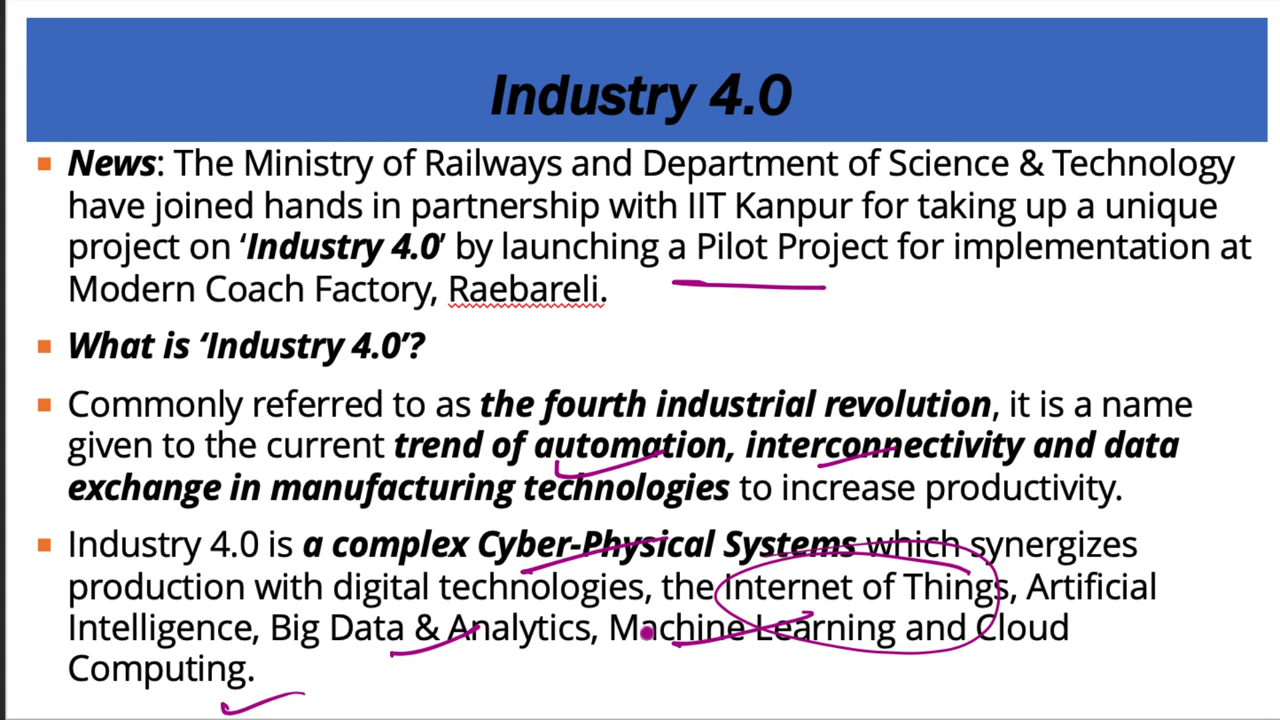 Industry 4.0
News: The Ministry of Railways and Department of Science & Technology
have joined hands in partnership with IIT Kanpur for taking up a unique
project on ‘Industry 4.0’ by launching a Pilot Project for implementation at
Modern Coach Factory, Raebareli.
What is ‘Industry 4.0’?
Commonly referred to as the fourth industrial revolution, it is a name
given to the current trend of automation, interconnectivity and data
exchange in manufacturing technologies to increase productivity.
Industry 4.0 is a complex Cyber-Physical Systems which synergizes
production with digital technologies, the Internet of Things, Artificial
Intelligence, Big Data & Analytics, Machine Learning and Cloud
Computing.